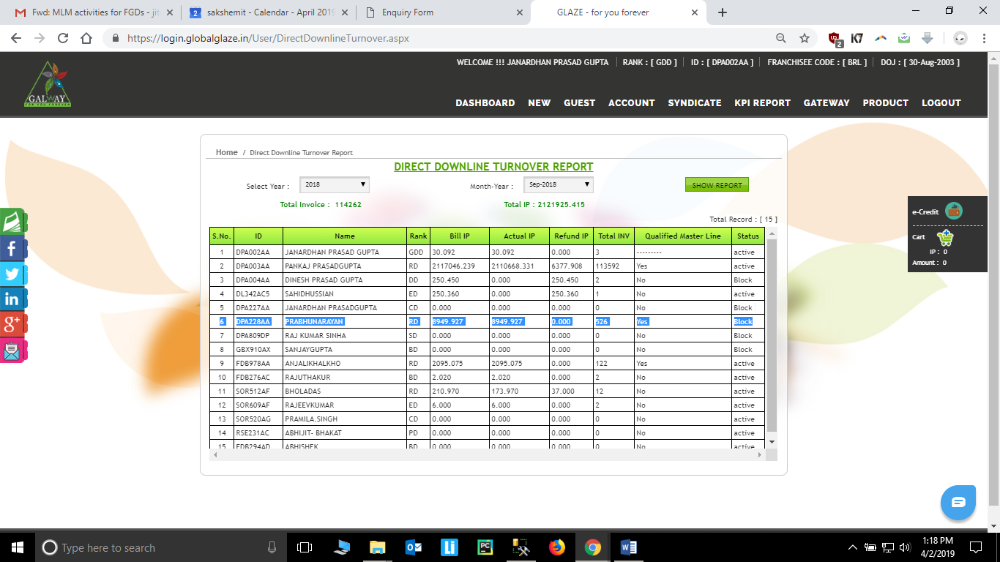 Fwd: MLM activities for FGDs - jit
sakshemit - Calendar - April 2019
Enquiry Form
GLAZE - for you forever
https://login.globalglaze.in/User/DirectDownlineTurnover.aspx
2
K7
WELCOME !!! JANARDHAN PRASAD GUPTA | RANK : [ GDD ] | ID : [ DPA002AA ] | FRANCHISEE CODE : [ BRL ] | DOJ : [ 30-Aug-2003 ]
GALWAY
FOR YOU FOREVER
DASHBOARD NEW GUEST ACCOUNT SYNDICATE KPI REPORT GATEWAY PRODUCT LOGOUT
Home / Direct Downline Turnover Report
DIRECT DOWNLINE TURNOVER REPORT
Select Year : 2018 Month-Year : Sep-2018 SHOW REPORT
Total Invoice : 114262 Total IP : 2121925.415
Total Record : [ 15 ]
S.No. ID Name Rank Bill IP Actual IP Refund IP Total INV Qualified Master Line Status
1 DPA002AA JANARDHAN PRASAD GUPTA GDD 30.092 30.092 0.000 3 --------- active
2 DPA003AA PANKAJ PRASADGUPTA RD 2117046.239 2110668.331 6377.908 113592 Yes active
3 DPA004AA DINESH PRASAD GUPTA DD 250.450 0.000 250.450 2 No Block
4 DL342AC5 SAHIDHUSSIAN ED 250.360 0.000 250.360 1 No active
5 DPA227AA JANARDHAN PRASADGUPTA CD 0.000 0.000 0.000 0 No Block
6 DPA228AA PRABHUNARAYAN RD 8949.927 8949.927 0.000 526 Yes Block
7 DPA809DP RAJ KUMAR SINHA SD 0.000 0.000 0.000 0 No Block
8 GBX910AX SANJAYGUPTA BD 0.000 0.000 0.000 0 No Block
9 FDB978AA ANJALIKHALKHO RD 2095.075 2095.075 0.000 122 Yes active
10 FDB276AC RAJUTHAKUR BD 2.020 2.020 0.000 2 No active
11 SOR512AF BHOLADAS RD 210.970 173.970 37.000 12 No active
12 SOR609AF RAJEEVKUMAR ED 6.000 6.000 0.000 2 No active
13 SOR520AG PRAMILA.SINGH CD 0.000 0.000 0.000 0 No active
14 RSE231AC ABHIJIT- BHAKAT PD 0.000 0.000 0.000 0 No active
15 FDB294AD ABHISHEK BD 0.000 0.000 0.000 0 No active
e-Credit
Cart
IP : 0
Amount : 0
f
in
g+
Type here to search
Li
PC
1:18 PM
4/2/2019